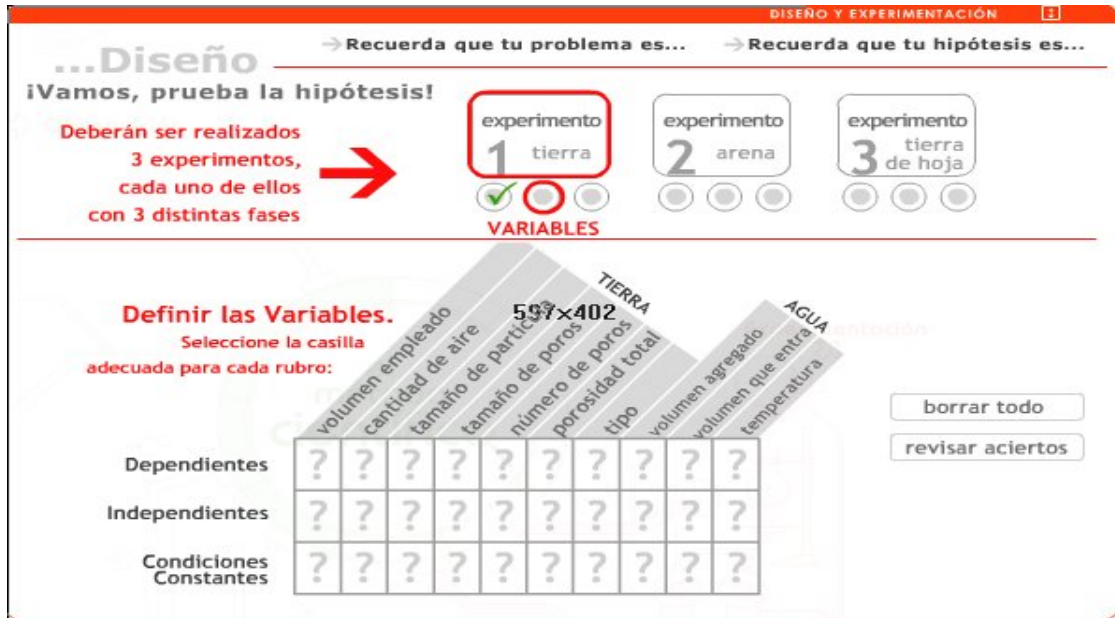 DISEÑO Y EXPERIMENTACIÓN
...Diseño
Recuerda que tu problema es...
Recuerda que tu hipótesis es...
¡Vamos, prueba la hipótesis!
Deberán ser realizados
3 experimentos,
cada uno de ellos
con 3 distintas fases
experimento
1 tierra
experimento
2 arena
experimento
3 tierra
de hoja
VARIABLES
Definir las Variables.
Seleccione la casilla
adecuada para cada rubro:
597×402
TIERRA
AGUA
volumen empleado
cantidad de aire
tamaño de partícula
tamaño de poros
número de poros
porosidad total
tipo
volumen agregado
volumen que entra
temperatura
borrar todo
revisar aciertos
Dependientes ? ? ? ? ? ? ? ? ? ?
Independientes ? ? ? ? ? ? ? ? ? ?
Condiciones
Constantes ? ? ? ? ? ? ? ? ? ?